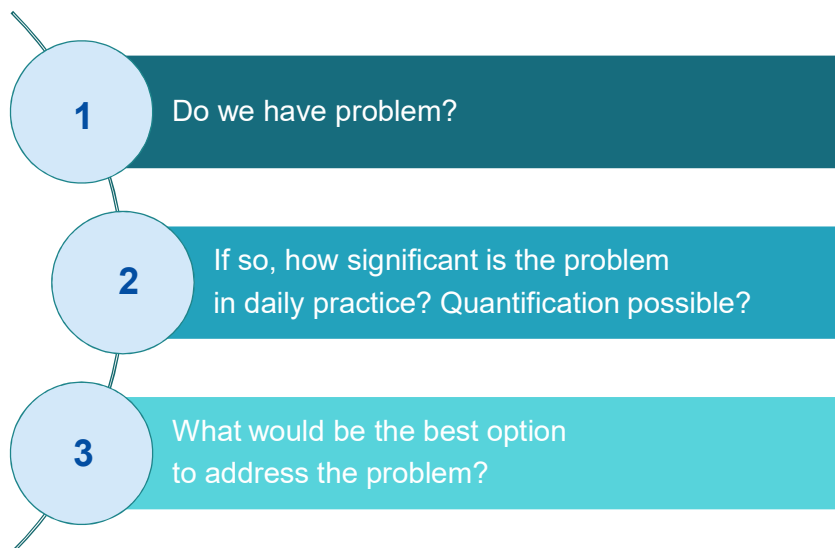 1
Do we have problem?
2
If so, how significant is the problem
in daily practice? Quantification possible?
3
What would be the best option
to address the problem?